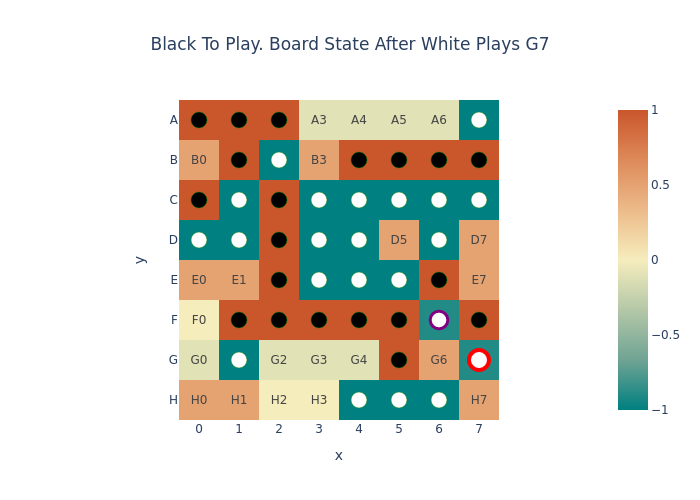 Black To Play. Board State After White Plays G7
A A3 A4 A5 A6
B B0 B3
C
D D5 D7
E E0 E1 E7
F F0
G G0 G2 G3 G4 G6
H H0 H1 H2 H3 H7
0 1 2 3 4 5 6 7
x
y
1
0.5
0
−0.5
−1